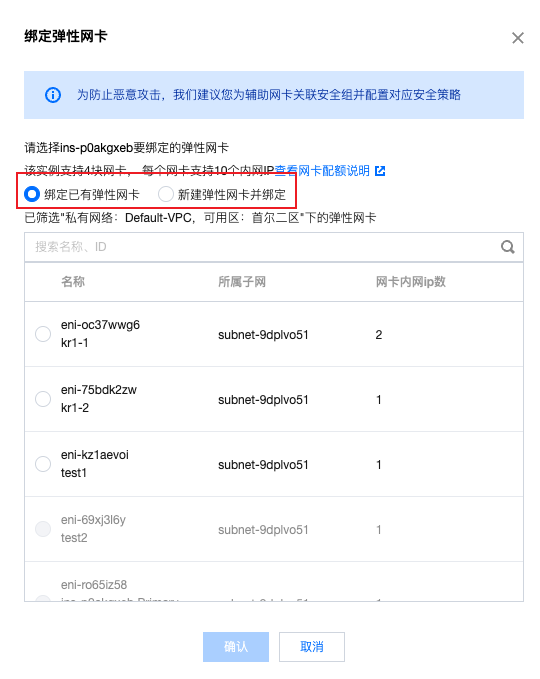 绑定弹性网卡
为防止恶意攻击，我们建议您为辅助网卡关联安全组并配置对应安全策略
请选择ins-p0akgxeb要绑定的弹性网卡
该实例支持4块网卡， 每个网卡支持10个内网IP查看网卡配额说明
绑定已有弹性网卡 新建弹性网卡并绑定
已筛选"私有网络：Default-VPC，可用区：首尔二区"下的弹性网卡
搜索名称、ID
名称 所属子网 网卡内网ip数
eni-oc37wwg6
kr1-1 subnet-9dplvo51 2
eni-75bdk2zw
kr1-2 subnet-9dplvo51 1
eni-kz1aevoi
test1 subnet-9dplvo51 1
eni-69xj3l6y
test2 subnet-9dplvo51 1
eni-ro65iz58
ins-p0akgxeb Primary subnet-9dplvo51 1
确认 取消